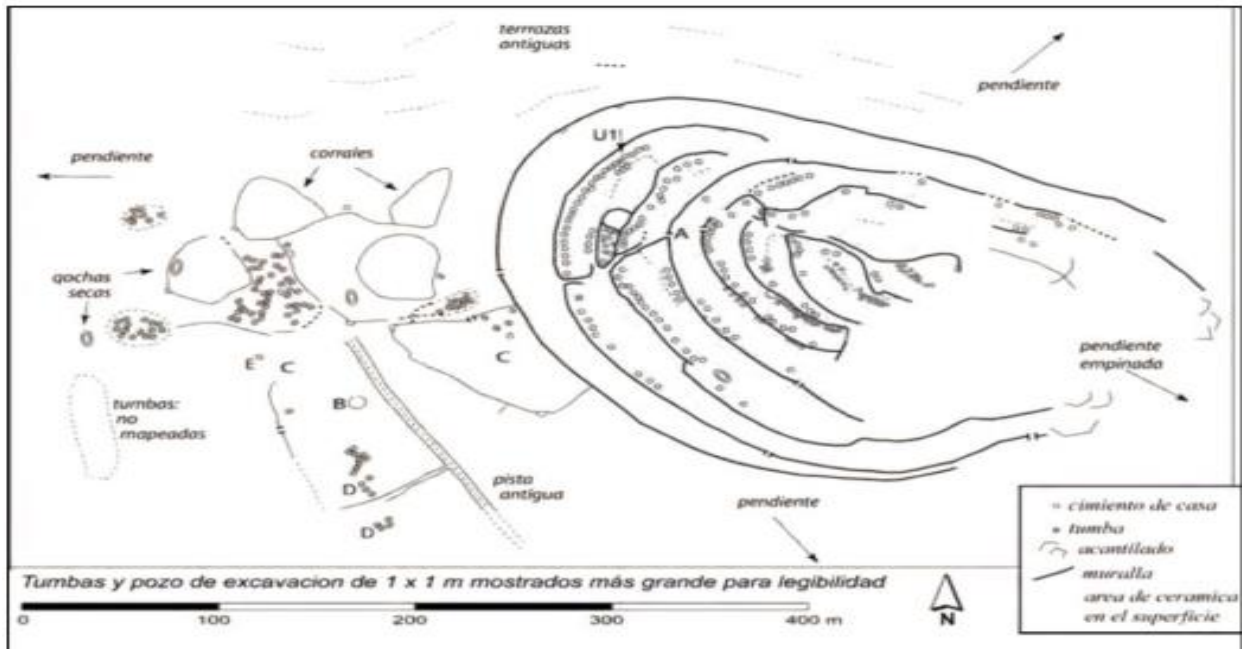 terrazas
antiguas
pendiente
U1
pendiente
corrales
A
qochas
secas
pendiente
empinada
C
E
C
B
tumbas:
no
mapeadas
pista
antigua
D
pendiente
D
cimiento de casa
tumba
acantilado
muralla
area de ceramica
en el superficie
Tumbas y pozo de excavacion de 1 x 1 m mostrados más grande para legibilidad
100 200 300 400 m
N